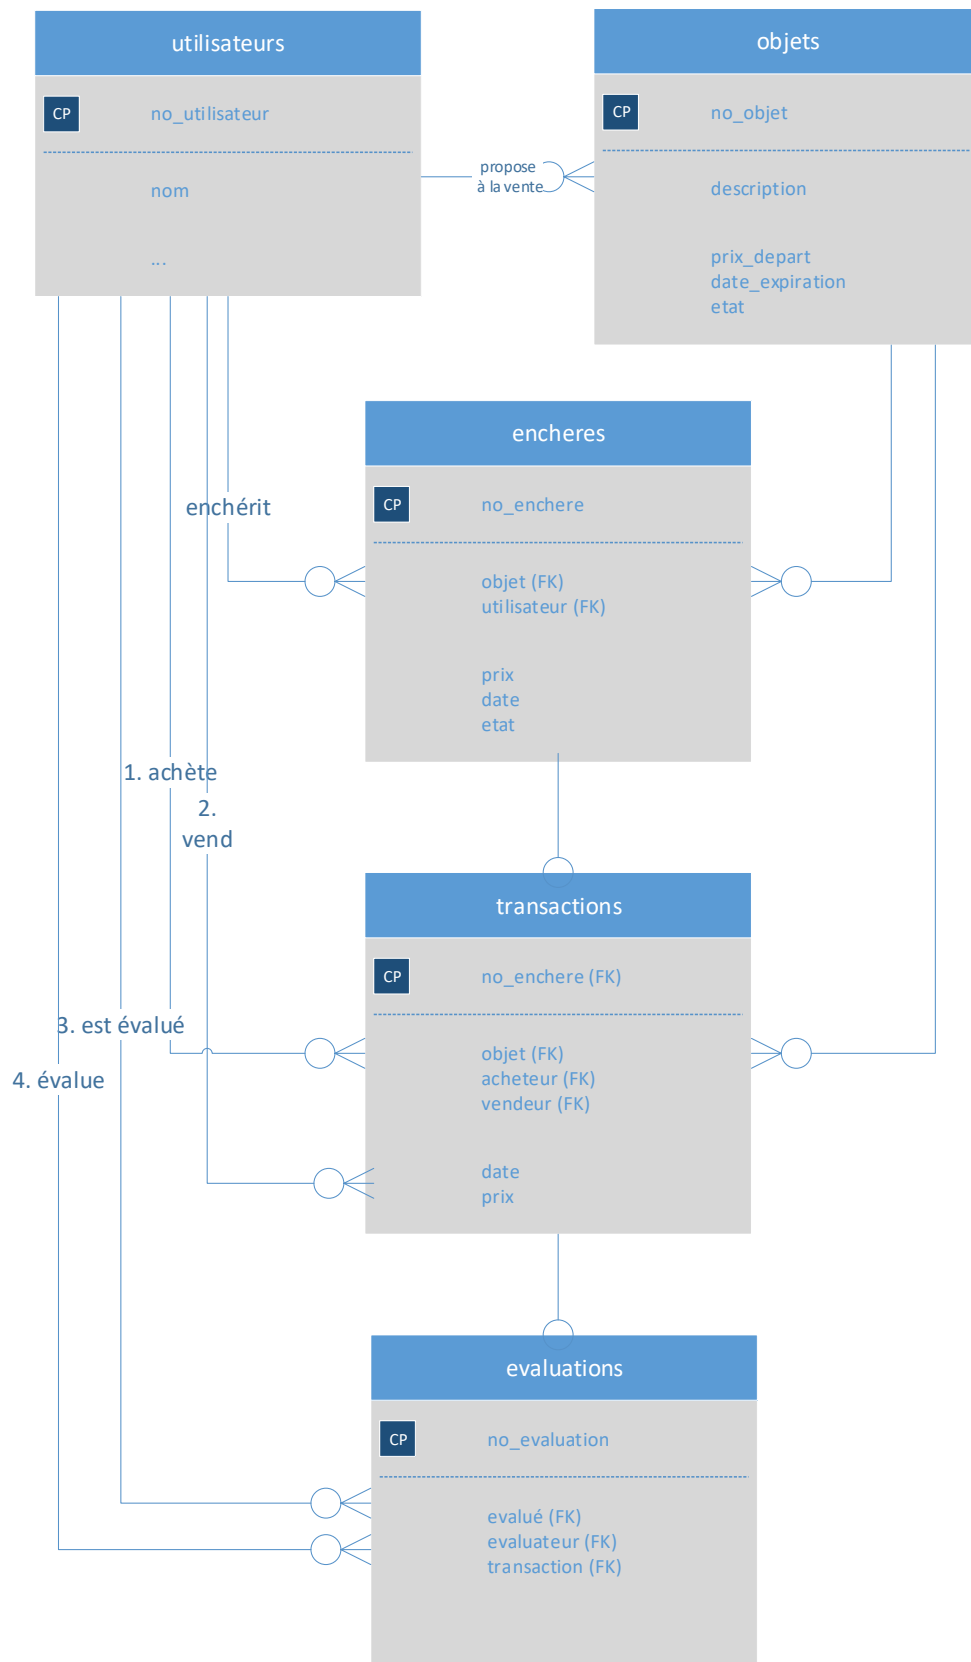 utilisateurs
CP
no_utilisateur
nom
...
propose
à la vente
objets
CP
no_objet
description
prix_depart
date_expiration
etat
encheres
CP
no_enchere
objet (FK)
utilisateur (FK)
prix
date
etat
enchérit
1. achète
2.
vend
transactions
CP
no_enchere (FK)
objet (FK)
acheteur (FK)
vendeur (FK)
date
prix
3. est évalué
4. évalue
evaluations
CP
no_evaluation
evalué (FK)
evaluateur (FK)
transaction (FK)